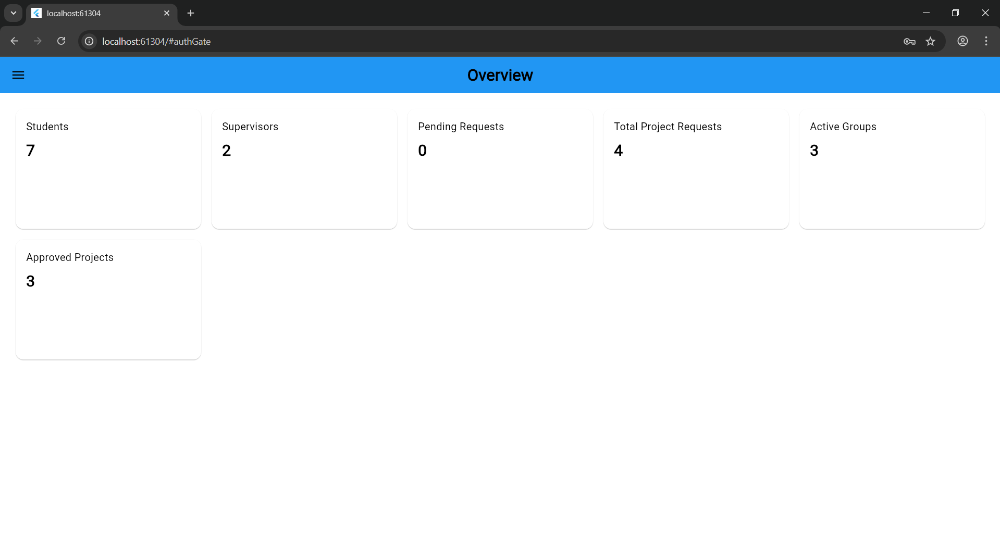 localhost:61304
localhost:61304/#authGate
Overview
Students
7
Supervisors
2
Pending Requests
0
Total Project Requests
4
Active Groups
3
Approved Projects
3